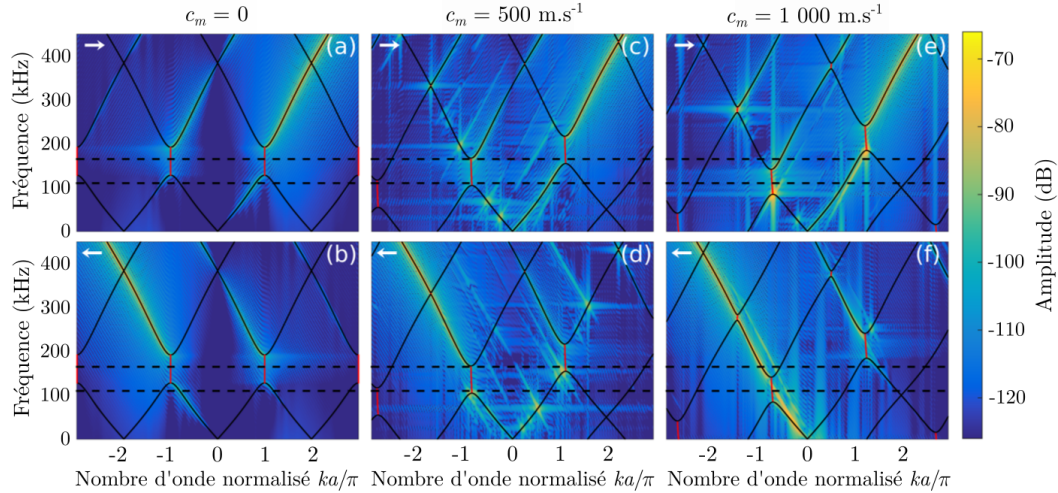 c_m = 0
c_m = 500 m.s⁻¹
c_m = 1 000 m.s⁻¹
Fréquence (kHz)
400
300
200
100
0
→
(a)
→
(c)
→
(e)
Fréquence (kHz)
400
300
200
100
0
←
(b)
←
(d)
←
(f)
-2 -1 0 1 2
-2 -1 0 1 2
-2 -1 0 1 2
Nombre d'onde normalisé ka/π
Nombre d'onde normalisé ka/π
Nombre d'onde normalisé ka/π
-70
-80
-90
-100
-110
-120
Amplitude (dB)